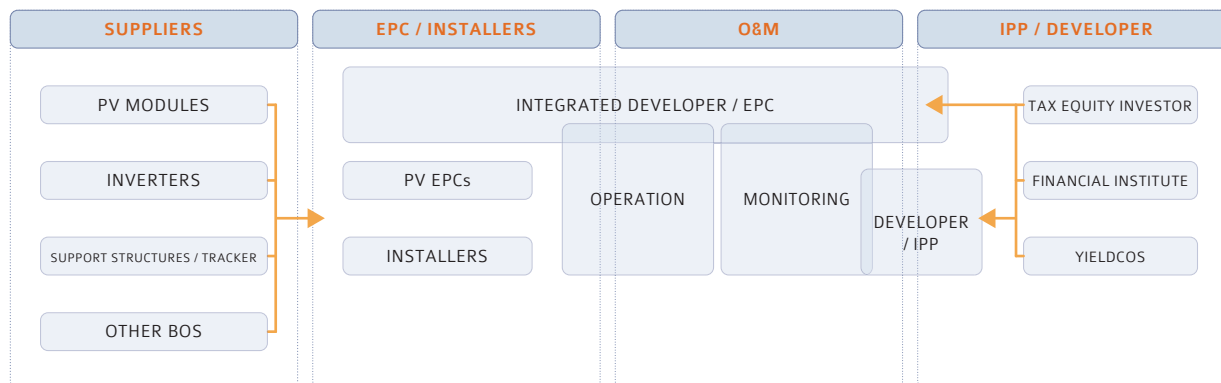 SUPPLIERS
EPC / INSTALLERS
O&M
IPP / DEVELOPER
PV MODULES
INVERTERS
SUPPORT STRUCTURES / TRACKER
OTHER BOS
INTEGRATED DEVELOPER / EPC
PV EPCs
INSTALLERS
OPERATION
MONITORING
DEVELOPER
/ IPP
TAX EQUITY INVESTOR
FINANCIAL INSTITUTE
YIELDCOS